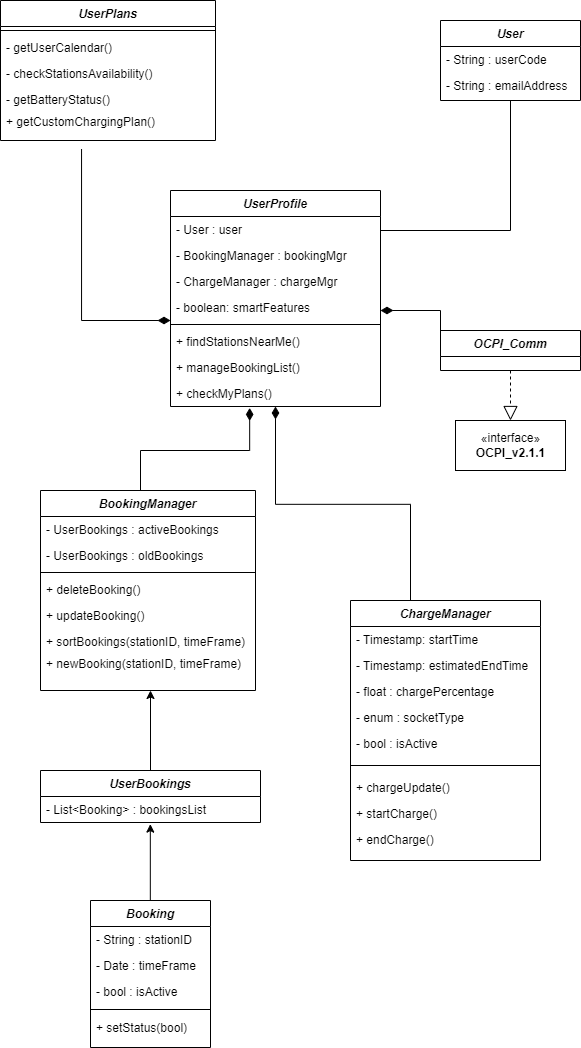 UserPlans
- getUserCalendar()
- checkStationsAvailability()
- getBatteryStatus()
+ getCustomChargingPlan()
User
- String : userCode
- String : emailAddress
UserProfile
- User : user
- BookingManager : bookingMgr
- ChargeManager : chargeMgr
- boolean: smartFeatures
+ findStationsNearMe()
+ manageBookingList()
+ checkMyPlans()
OCPI_Comm
«interface»
OCPI_v2.1.1
BookingManager
- UserBookings : activeBookings
- UserBookings : oldBookings
+ deleteBooking()
+ updateBooking()
+ sortBookings(stationID, timeFrame)
+ newBooking(stationID, timeFrame)
ChargeManager
- Timestamp: startTime
- Timestamp: estimatedEndTime
- float : chargePercentage
- enum : socketType
- bool : isActive
+ chargeUpdate()
+ startCharge()
+ endCharge()
UserBookings
- List<Booking> : bookingsList
Booking
- String : stationID
- Date : timeFrame
- bool : isActive
+ setStatus(bool)